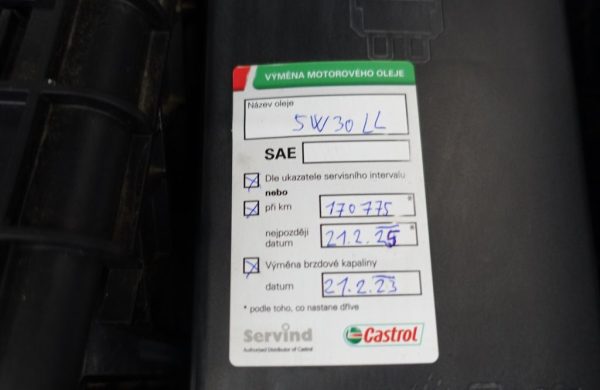 VÝMĚNA MOTOROVÉHO OLEJE
Název oleje
5W30 LL
SAE
Dle ukazatele servisního intervalu
nebo
při km 170 775 *
nejpozději
datum 21.2.25 *
Výměna brzdové kapaliny
datum 21.2.23
* podle toho, co nastane dříve
Servind Castrol
Authorised Distributor of Castrol